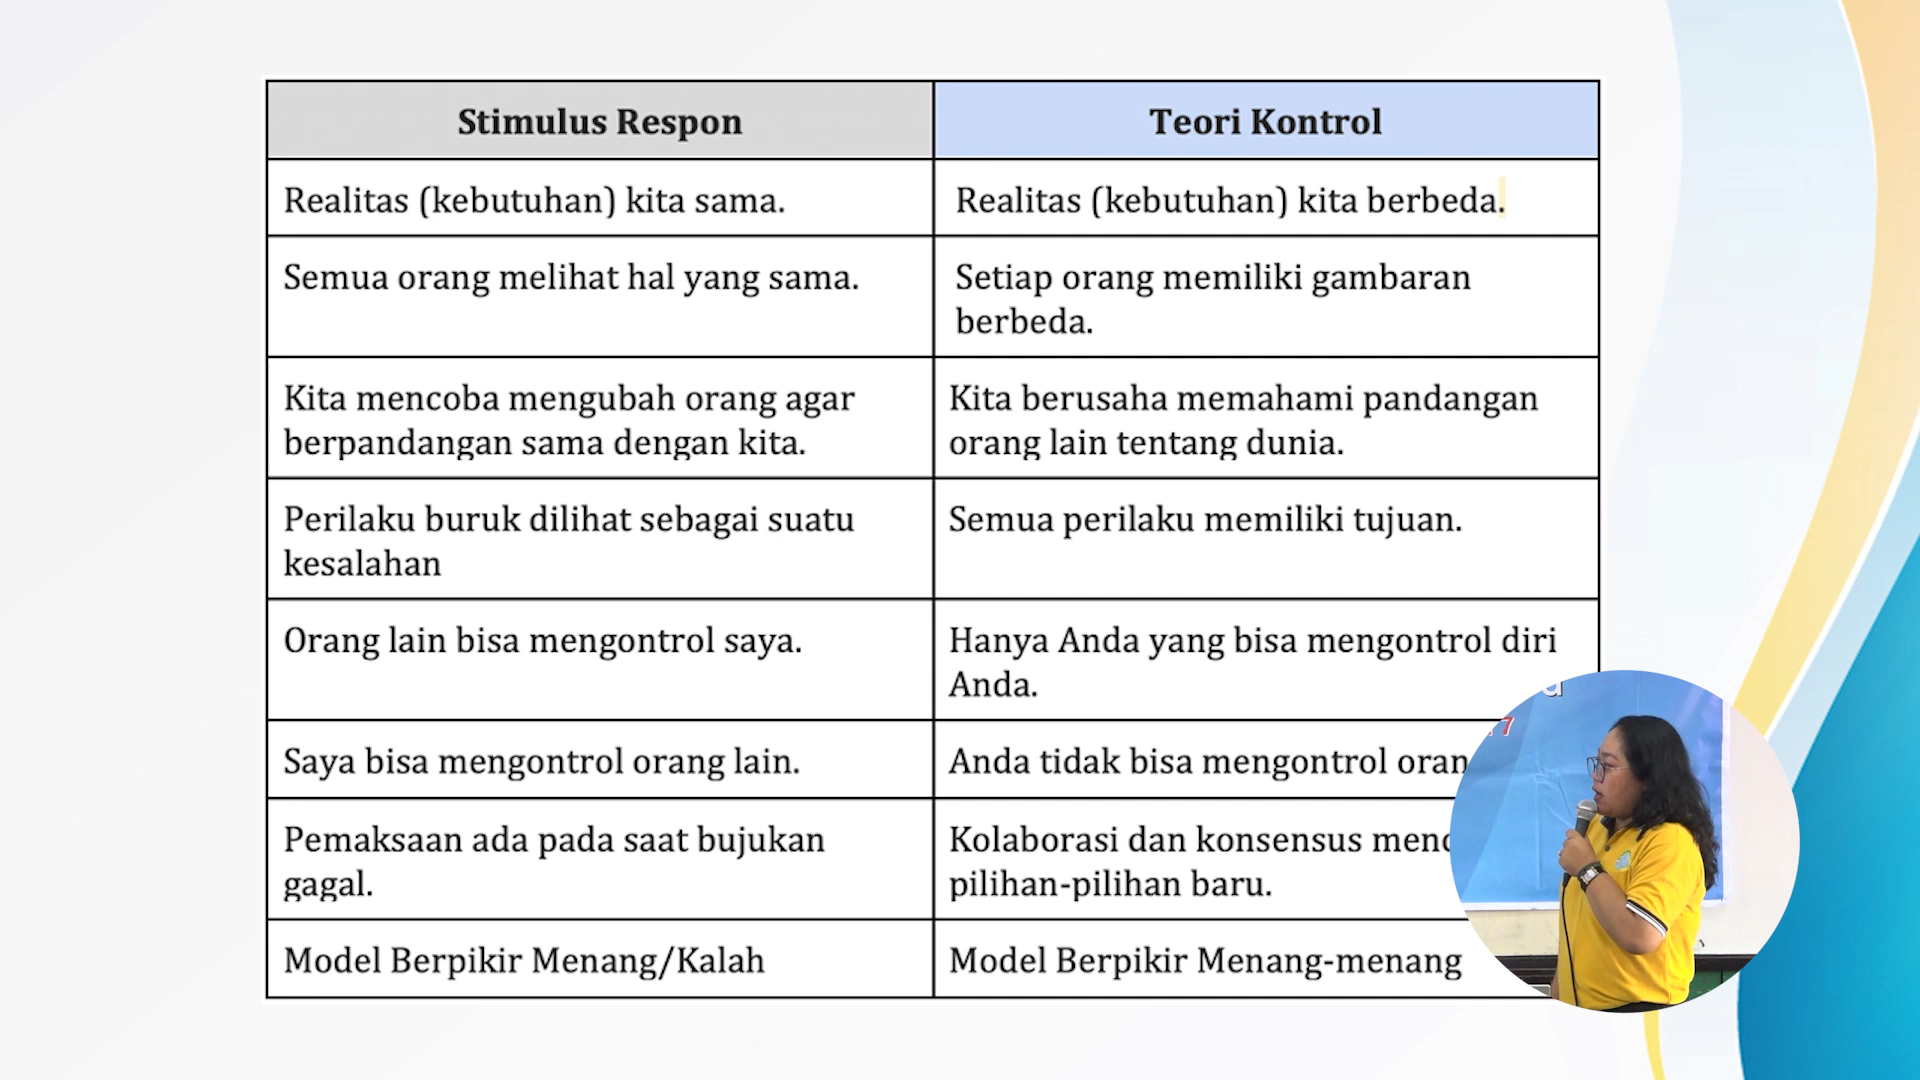 Stimulus Respon
Teori Kontrol
Realitas (kebutuhan) kita sama.
Realitas (kebutuhan) kita berbeda.
Semua orang melihat hal yang sama.
Setiap orang memiliki gambaran
berbeda.
Kita mencoba mengubah orang agar
berpandangan sama dengan kita.
Kita berusaha memahami pandangan
orang lain tentang dunia.
Perilaku buruk dilihat sebagai suatu
kesalahan
Semua perilaku memiliki tujuan.
Orang lain bisa mengontrol saya.
Hanya Anda yang bisa mengontrol diri
Anda.
Saya bisa mengontrol orang lain.
Anda tidak bisa mengontrol
Pemaksaan ada pada saat bujukan
gagal.
Kolaborasi dan konsensus
pilihan-pilihan baru.
Model Berpikir Menang/Kalah
Model Berpikir Menang-menang
7